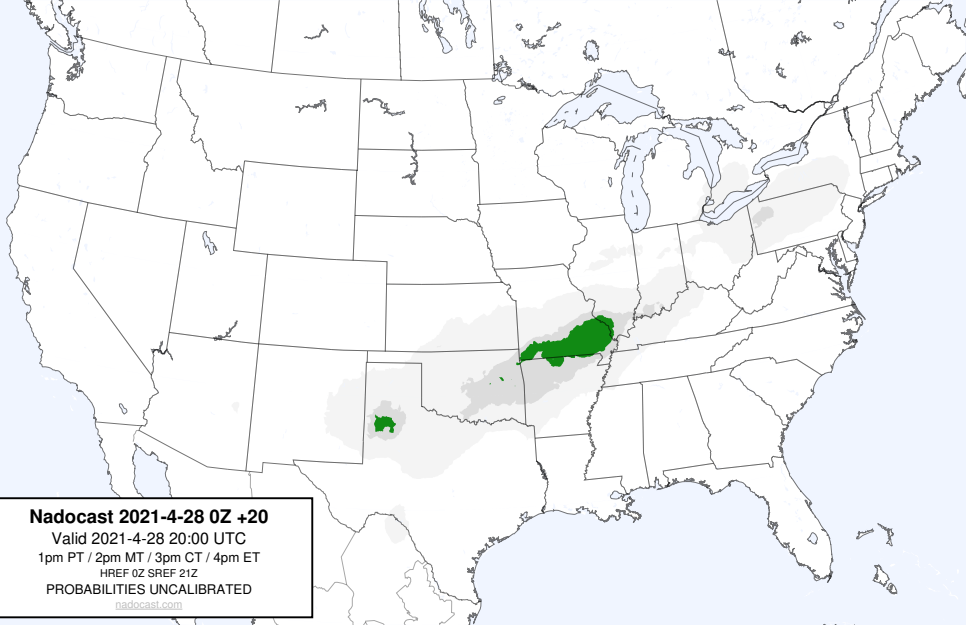 Nadocast 2021-4-28 0Z +20
Valid 2021-4-28 20:00 UTC
1pm PT / 2pm MT / 3pm CT / 4pm ET
HREF 0Z SREF 21Z
PROBABILITIES UNCALIBRATED
nadocast.com